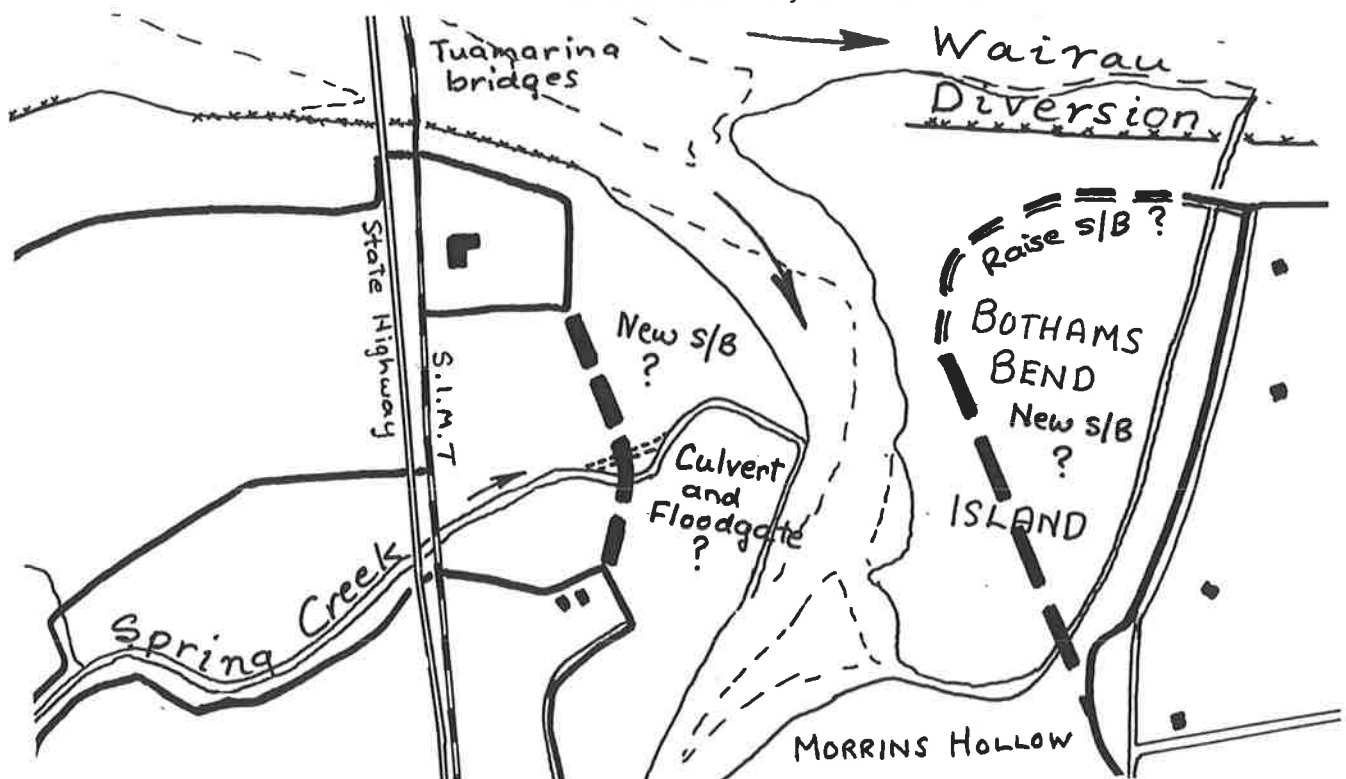 Tuamarina
bridges
Wairau
Diversion
State Highway
S.I.M.T
Raise S/B ?
New S/B
?
BOTHAMS
BEND
New S/B
?
ISLAND
Culvert
and
Floodgate
?
Spring Creek
MORRINS HOLLOW